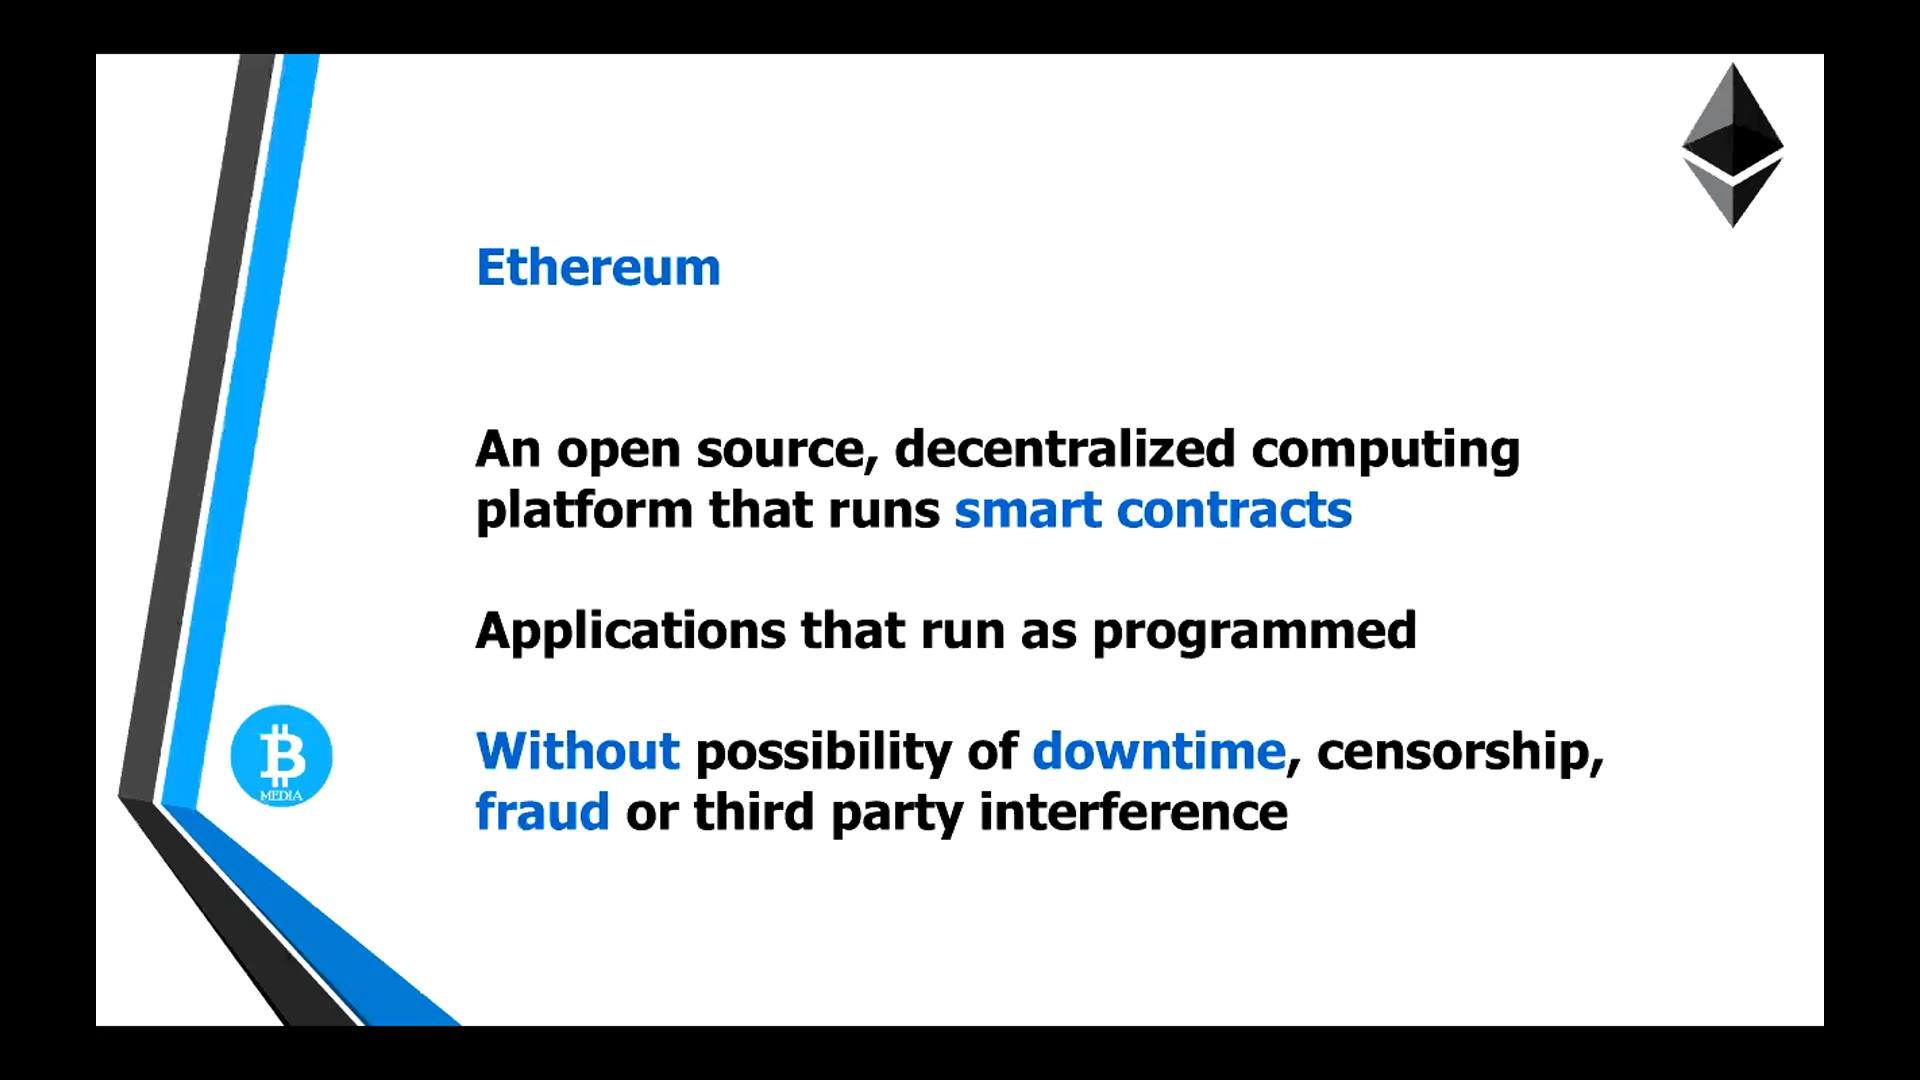 Ethereum
An open source, decentralized computing
platform that runs smart contracts
Applications that run as programmed
Without possibility of downtime, censorship,
fraud or third party interference
MEDIA